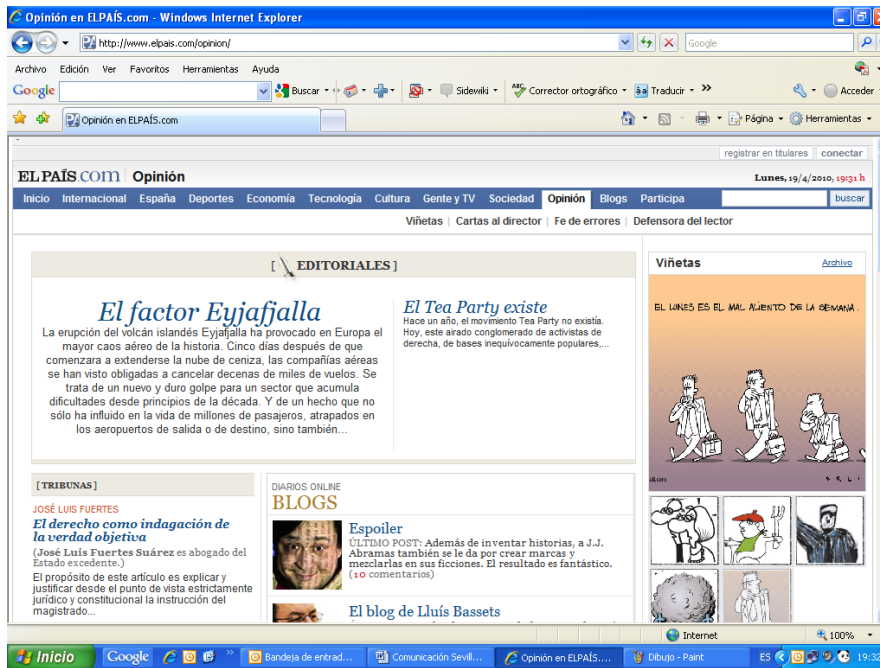 Opinión en ELPAÍS.com - Windows Internet Explorer
http://www.elpais.com/opinion/
Google
Archivo Edición Ver Favoritos Herramientas Ayuda
Google Buscar Sidewiki Corrector ortográfico Traducir Acceder
Opinión en ELPAÍS.com Página Herramientas
registrar en titulares conectar
EL PAÍS.COM Opinión Lunes, 19/4/2010, 19:31 h
Inicio Internacional España Deportes Economía Tecnología Cultura Gente y TV Sociedad Opinión Blogs Participa buscar
Viñetas | Cartas al director | Fe de errores | Defensora del lector
[ EDITORIALES ]
El factor Eyjafjalla
La erupción del volcán islandés Eyjafjalla ha provocado en Europa el
mayor caos aéreo de la historia. Cinco días después de que
comenzara a extenderse la nube de ceniza, las compañías aéreas
se han visto obligadas a cancelar decenas de miles de vuelos. Se
trata de un nuevo y duro golpe para un sector que acumula
dificultades desde principios de la década. Y de un hecho que no
sólo ha influido en la vida de millones de pasajeros, atrapados en
los aeropuertos de salida o de destino, sino también...
El Tea Party existe
Hace un año, el movimiento Tea Party no existía.
Hoy, este airado conglomerado de activistas de
derecha, de bases inequívocamente populares,...
Viñetas Archivo
EL LUNES ES EL MAL ALIENTO DE LA SEMANA.
[ TRIBUNAS ]
JOSÉ LUIS FUERTES
El derecho como indagación de
la verdad objetiva
(José Luis Fuertes Suárez es abogado del
Estado excedente.)
El propósito de este artículo es explicar y
justificar desde el punto de vista estrictamente
jurídico y constitucional la instrucción del
magistrado...
DIARIOS ONLINE
BLOGS
Espoiler
ÚLTIMO POST: Además de inventar historias, a J.J.
Abramas también se le da por crear marcas y
mezclarlas en sus ficciones. El resultado es fantástico.
(10 comentarios)
El blog de Lluís Bassets
Internet 100%
Inicio Google Bandeja de entrad... Comunicación Sevill... Opinión en ELPAÍS.... Dibujo - Paint ES 19:32